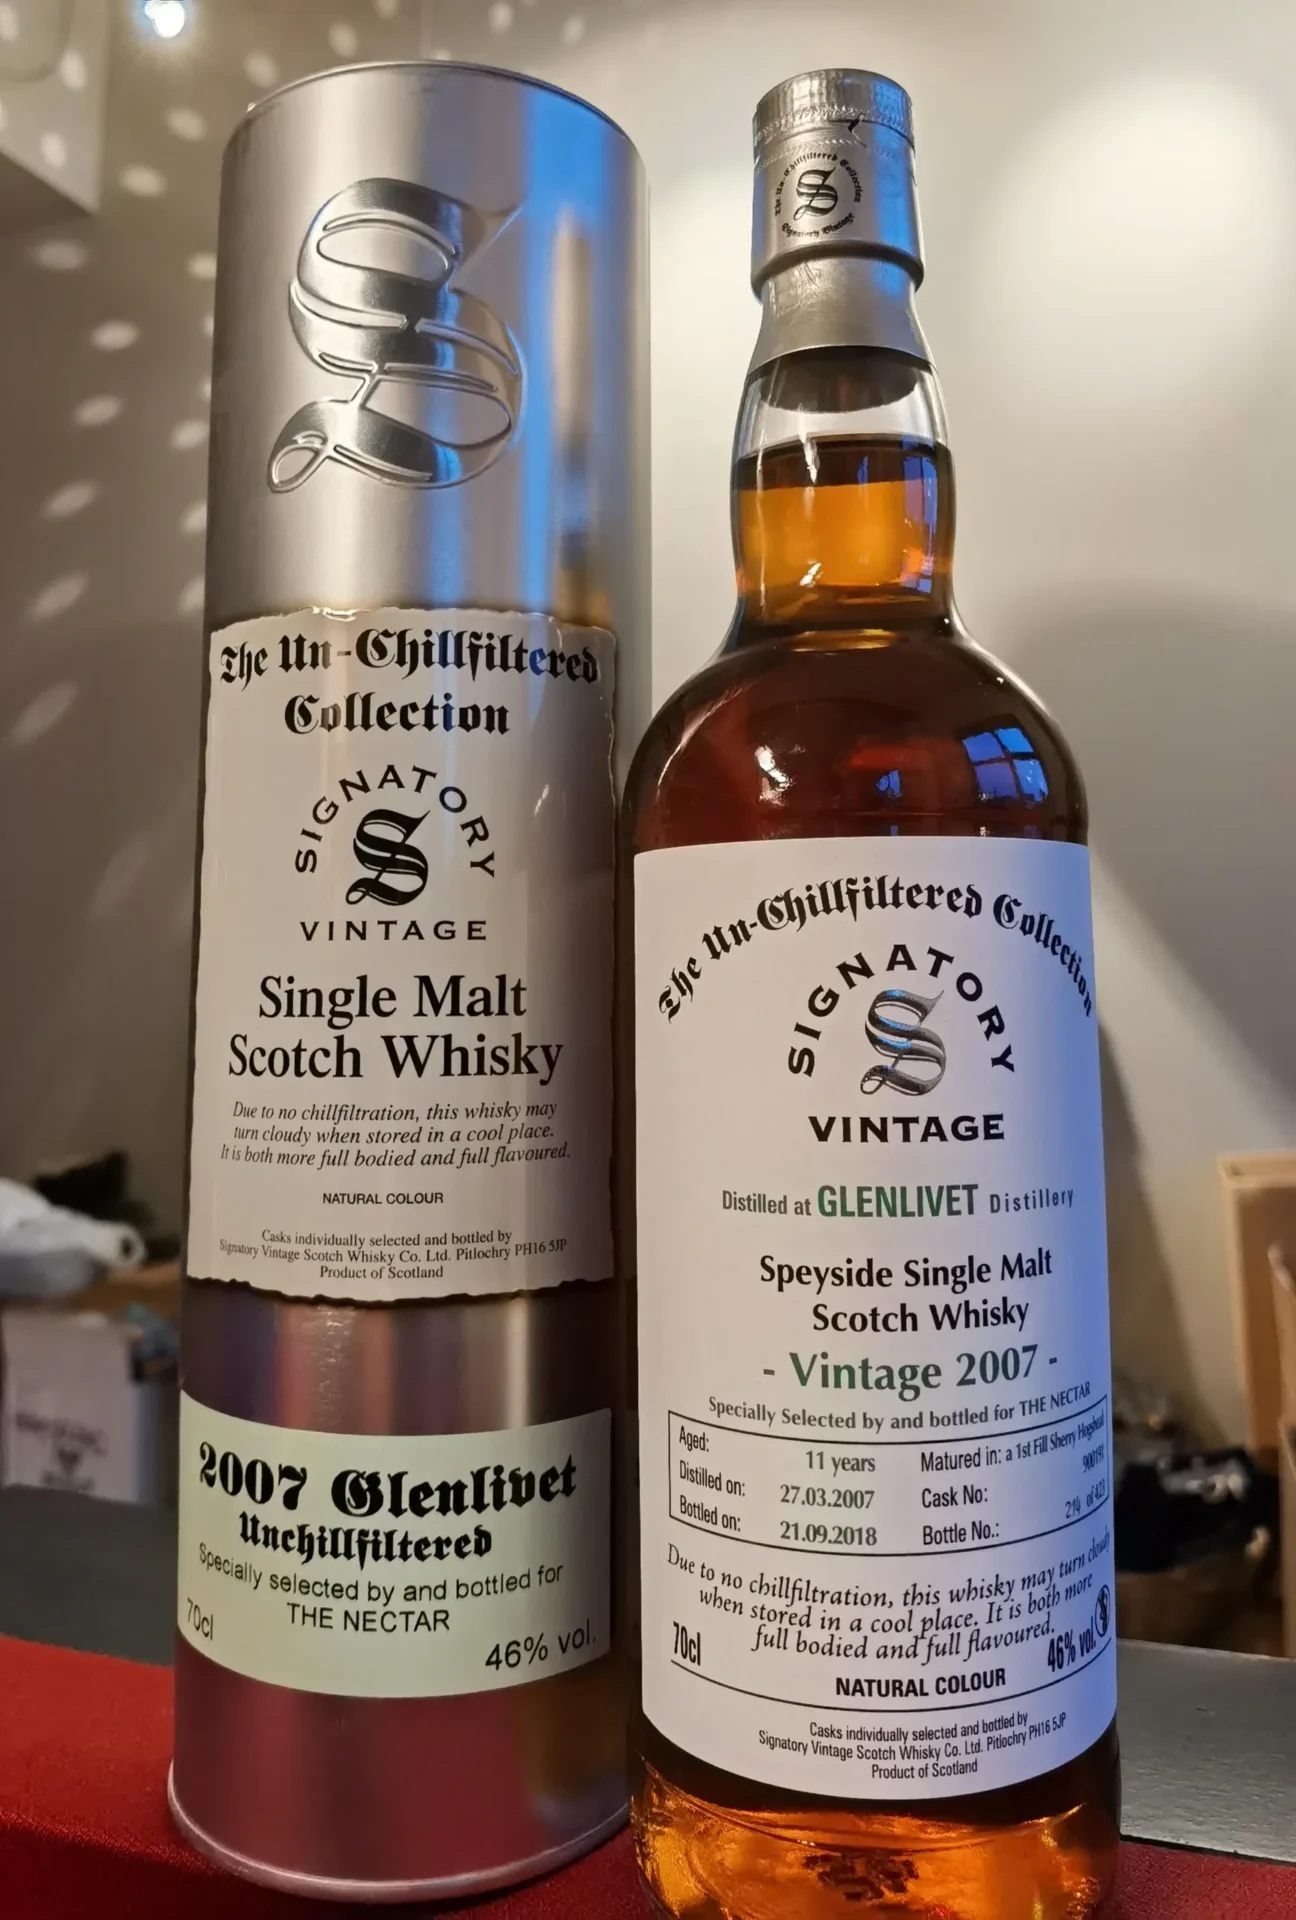 The Un-Chillfiltered
Collection
SIGNATORY
S
VINTAGE
Single Malt
Scotch Whisky
Due to no chillfiltration, this whisky may
turn cloudy when stored in a cool place.
It is both more full bodied and full flavoured.
NATURAL COLOUR
Casks individually selected and bottled by
Signatory Vintage Scotch Whisky Co. Ltd. Pitlochry PH16 5JP
Product of Scotland
2007 Glenlivet
Unchillfiltered
Specially selected by and bottled for
THE NECTAR
70cl
46% vol.
The Un-Chillfiltered Collection
S
Signatory Vintage
The Un-Chillfiltered Collection
SIGNATORY
S
VINTAGE
Distilled at GLENLIVET Distillery
Speyside Single Malt
Scotch Whisky
- Vintage 2007 -
Specially Selected by and bottled for THE NECTAR
Aged: 11 years Matured in: a 1st Fill Sherry Hogshead
Distilled on: 27.03.2007 Cask No: 900191
Bottled on: 21.09.2018 Bottle No.: 214 of 423
Due to no chillfiltration, this whisky may turn cloudy
when stored in a cool place. It is both more
full bodied and full flavoured.
70cl
46% vol.
NATURAL COLOUR
Casks individually selected and bottled by
Signatory Vintage Scotch Whisky Co. Ltd. Pitlochry PH16 5JP
Product of Scotland